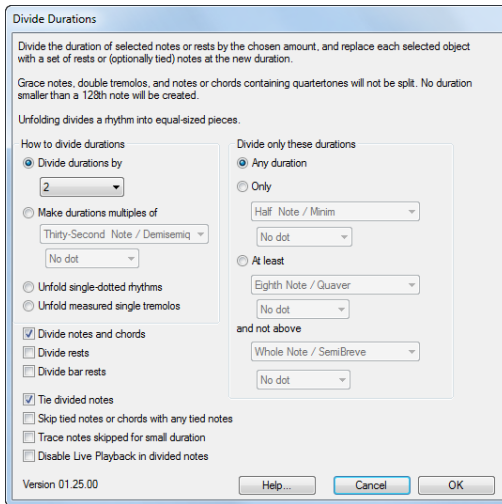 Divide Durations
Divide the duration of selected notes or rests by the chosen amount, and replace each selected object
with a set of rests or (optionally tied) notes at the new duration.
Grace notes, double tremolos, and notes or chords containing quartertones will not be split. No duration
smaller than a 128th note will be created.
Unfolding divides a rhythm into equal-sized pieces.
How to divide durations
Divide durations by
2
Make durations multiples of
Thirty-Second Note / Demisemiq
No dot
Unfold single-dotted rhythms
Unfold measured single tremolos
Divide only these durations
Any duration
Only
Half Note / Minim
No dot
At least
Eighth Note / Quaver
No dot
and not above
Whole Note / SemiBreve
No dot
Divide notes and chords
Divide rests
Divide bar rests
Tie divided notes
Skip tied notes or chords with any tied notes
Trace notes skipped for small duration
Disable Live Playback in divided notes
Version 01.25.00
Help...
Cancel
OK